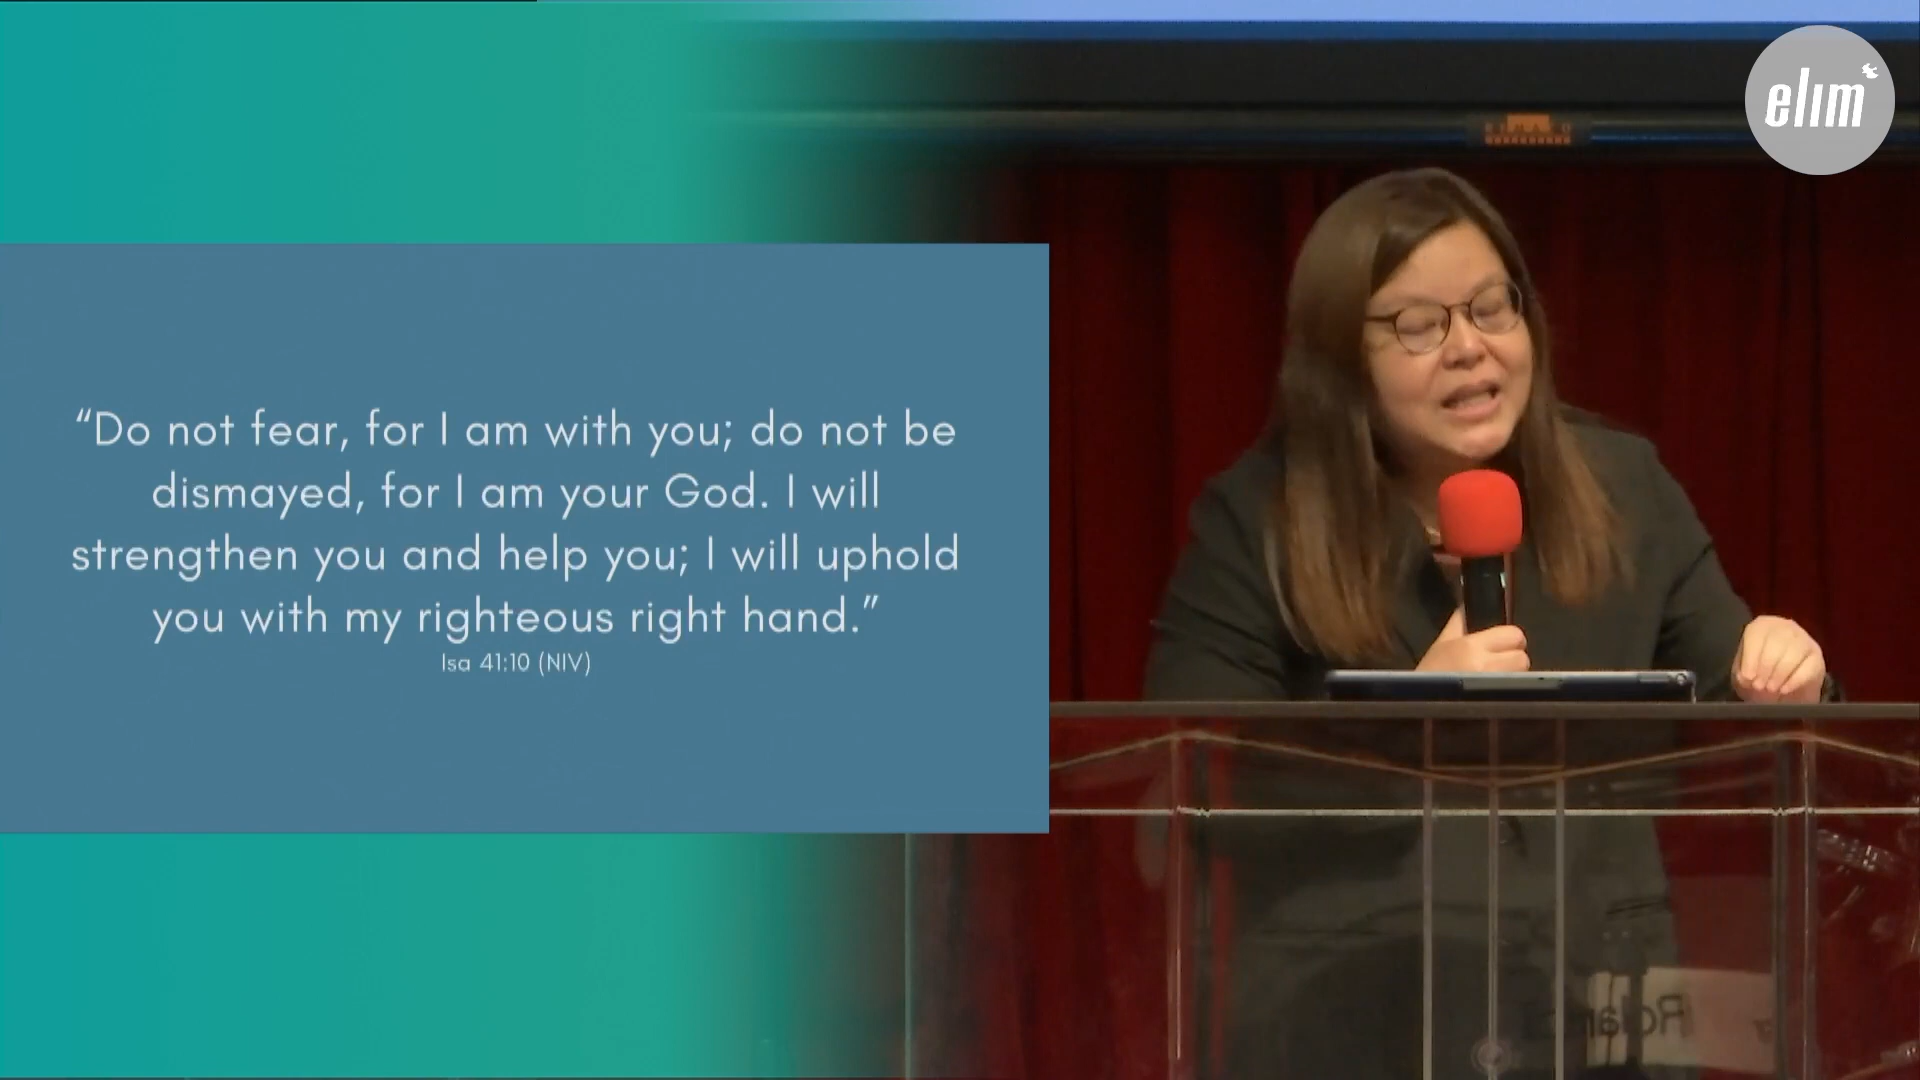 elım
“Do not fear, for I am with you; do not be
dismayed, for I am your God. I will
strengthen you and help you; I will uphold
you with my righteous right hand.”
Isa 41:10 (NIV)